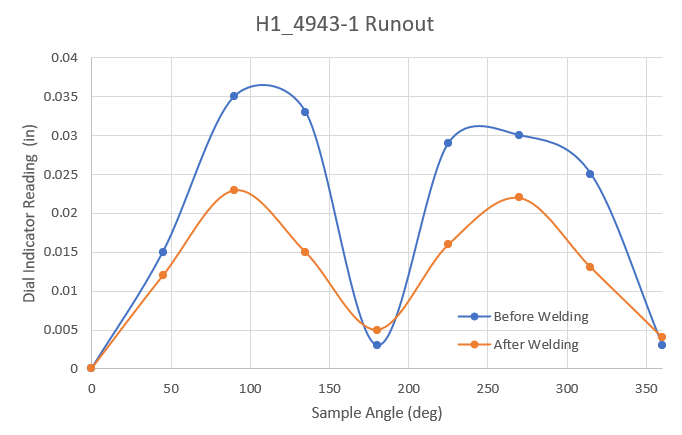 H1_4943-1 Runout
0.04
0.035
0.03
0.025
0.02
0.015
0.01
0.005
0
Dial Indicator Reading (in)
Before Welding
After Welding
0 50 100 150 200 250 300 350
Sample Angle (deg)